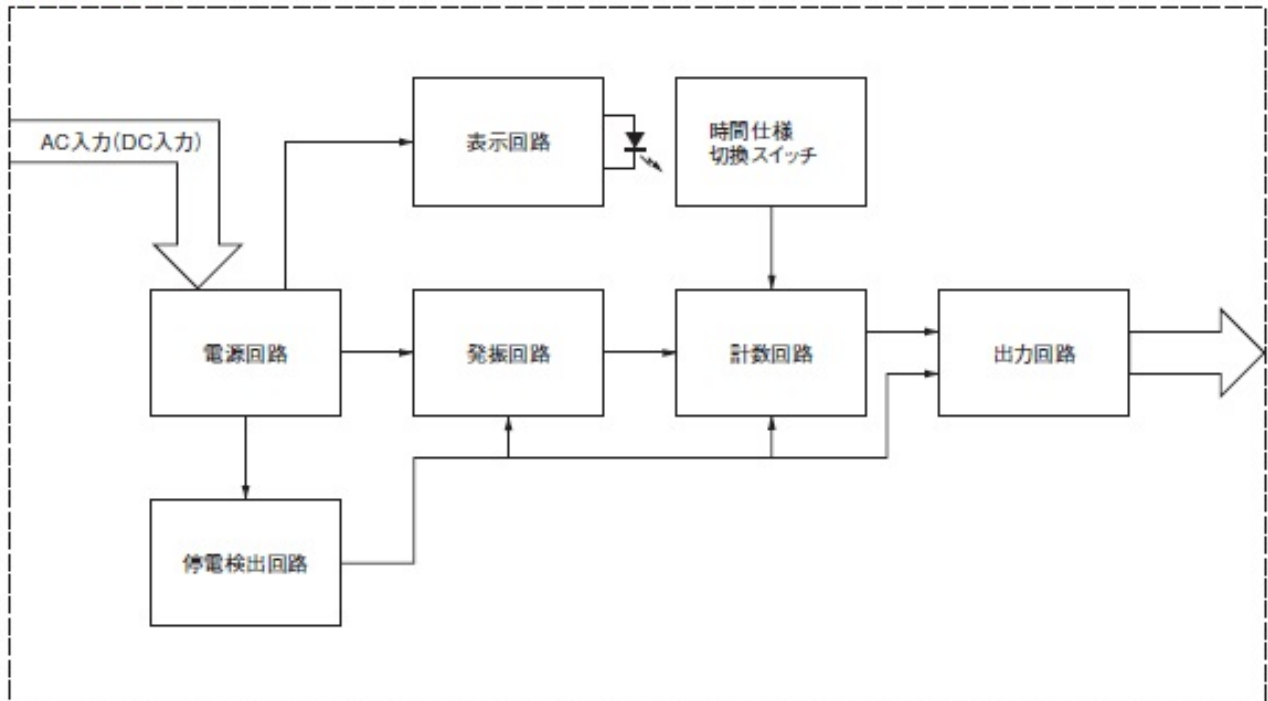 AC入力(DC入力)
表示回路
時間仕様
切換スイッチ
電源回路
発振回路
計数回路
出力回路
停電検出回路